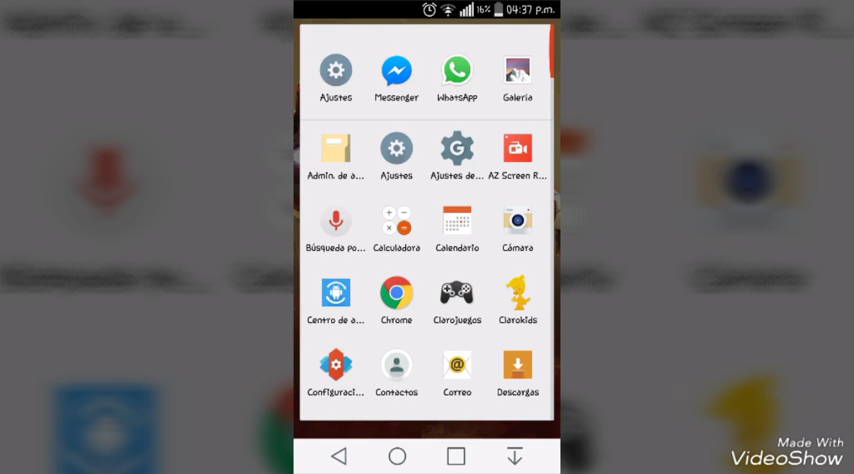 16% 04:37 p.m.
Ajustes Messenger WhatsApp Galería
Admin. de a... Ajustes Ajustes de... AZ Screen R...
Búsqueda po... Calculadora Calendario Cámara
Centro de a... Chrome Clarojuegos Clarokids
Configuraci... Contactos Correo Descargas
Made With
VideoShow